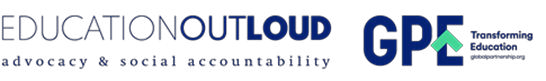 EDUCATIONOUTLOUD
advocacy & social accountability
GPE
Transforming
Education
globalpartnership.org